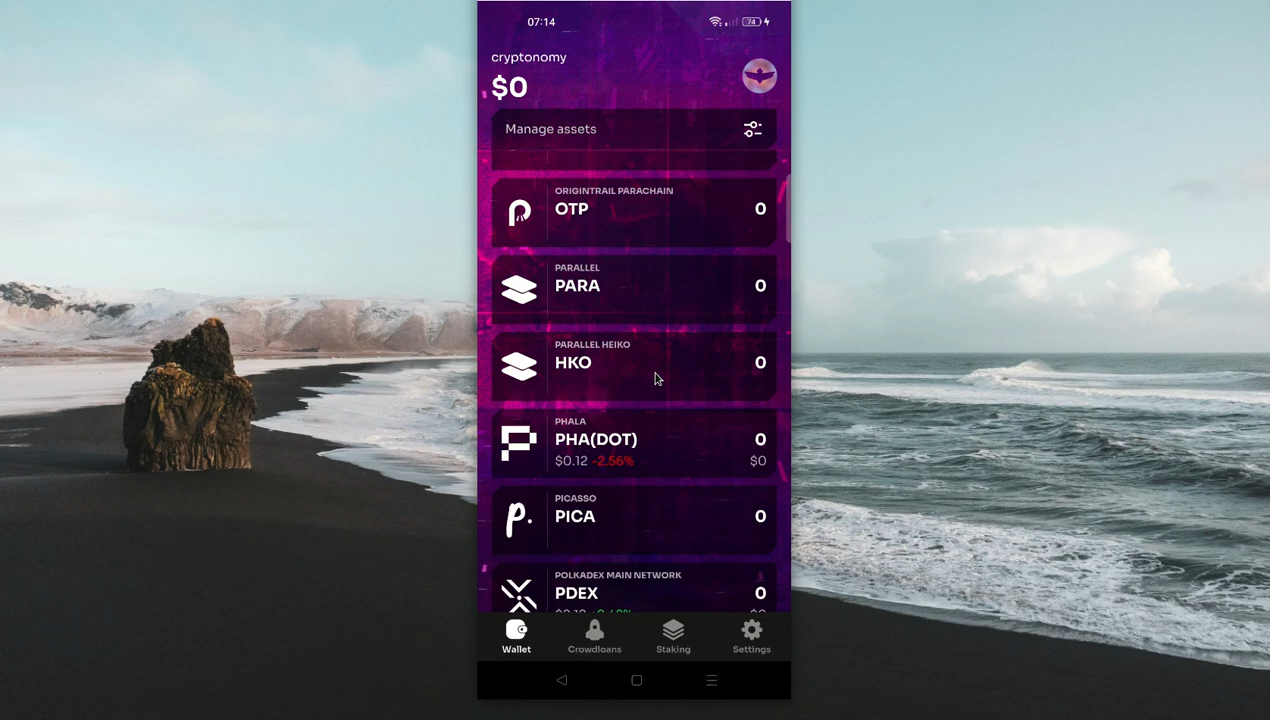 07:14
74
cryptonomy
$0
Manage assets
ORIGINTRAIL PARACHAIN
OTP 0
PARALLEL
PARA 0
PARALLEL HEIKO
HKO 0
PHALA
PHA(DOT) 0
$0.12 -2.56% $0
PICASSO
PICA 0
POLKADEX MAIN NETWORK
PDEX 0
Wallet Crowdloans Staking Settings